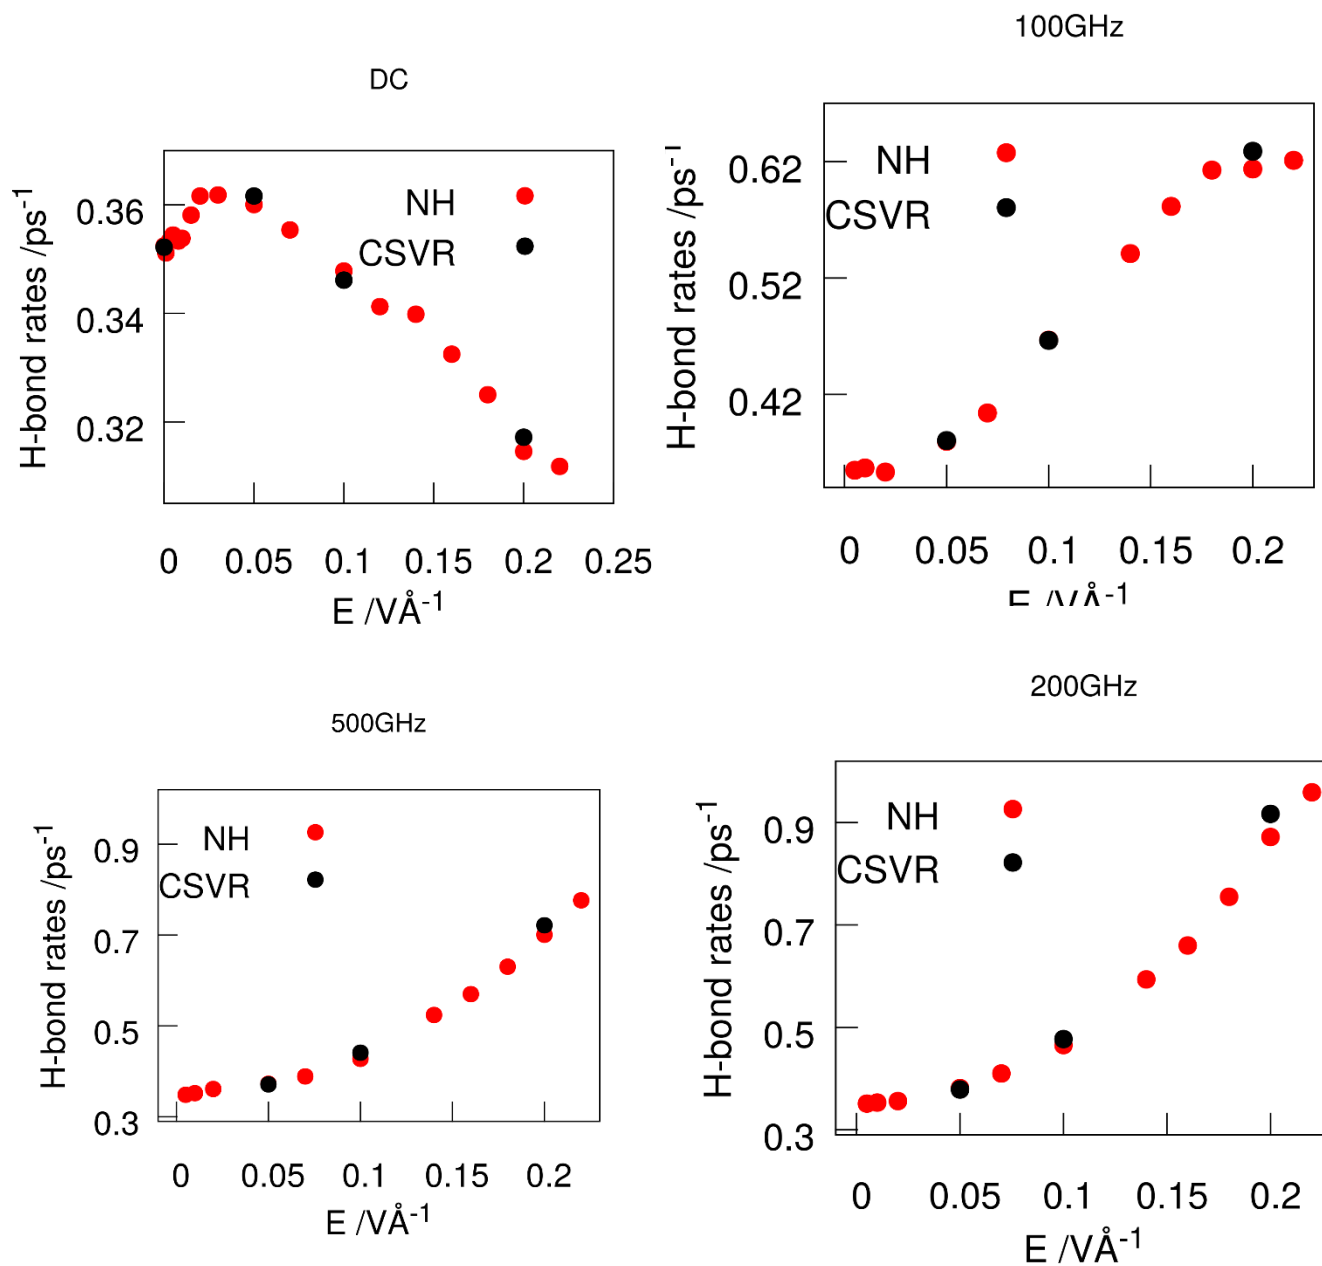 DC
H-bond rates /ps⁻¹
0.36
0.34
0.32
NH
CSVR
0 0.05 0.1 0.15 0.2 0.25
E /VÅ⁻¹
100GHz
H-bond rates /ps⁻¹
0.62
0.52
0.42
NH
CSVR
0 0.05 0.1 0.15 0.2
E /VÅ⁻¹
500GHz
H-bond rates /ps⁻¹
0.9
0.7
0.5
0.3
NH
CSVR
0 0.05 0.1 0.15 0.2
E /VÅ⁻¹
200GHz
H-bond rates /ps⁻¹
0.9
0.7
0.5
0.3
NH
CSVR
0 0.05 0.1 0.15 0.2
E /VÅ⁻¹